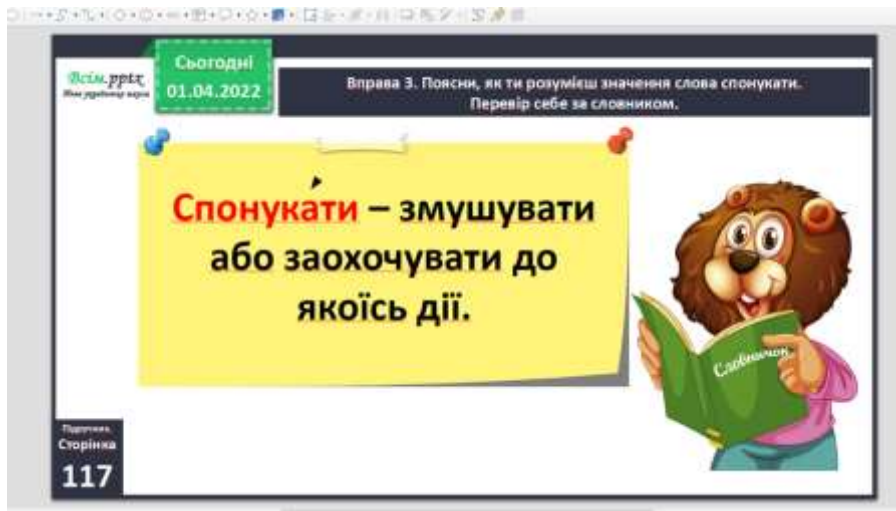 Всім.pptx
Сьогодні
01.04.2022
Вправа 3. Поясни, як ти розумієш значення слова спонукати.
Перевір себе за словником.
Спонукати – змушувати
або заохочувати до
якоїсь дії.
Словничок
Підручник.
Сторінка
117